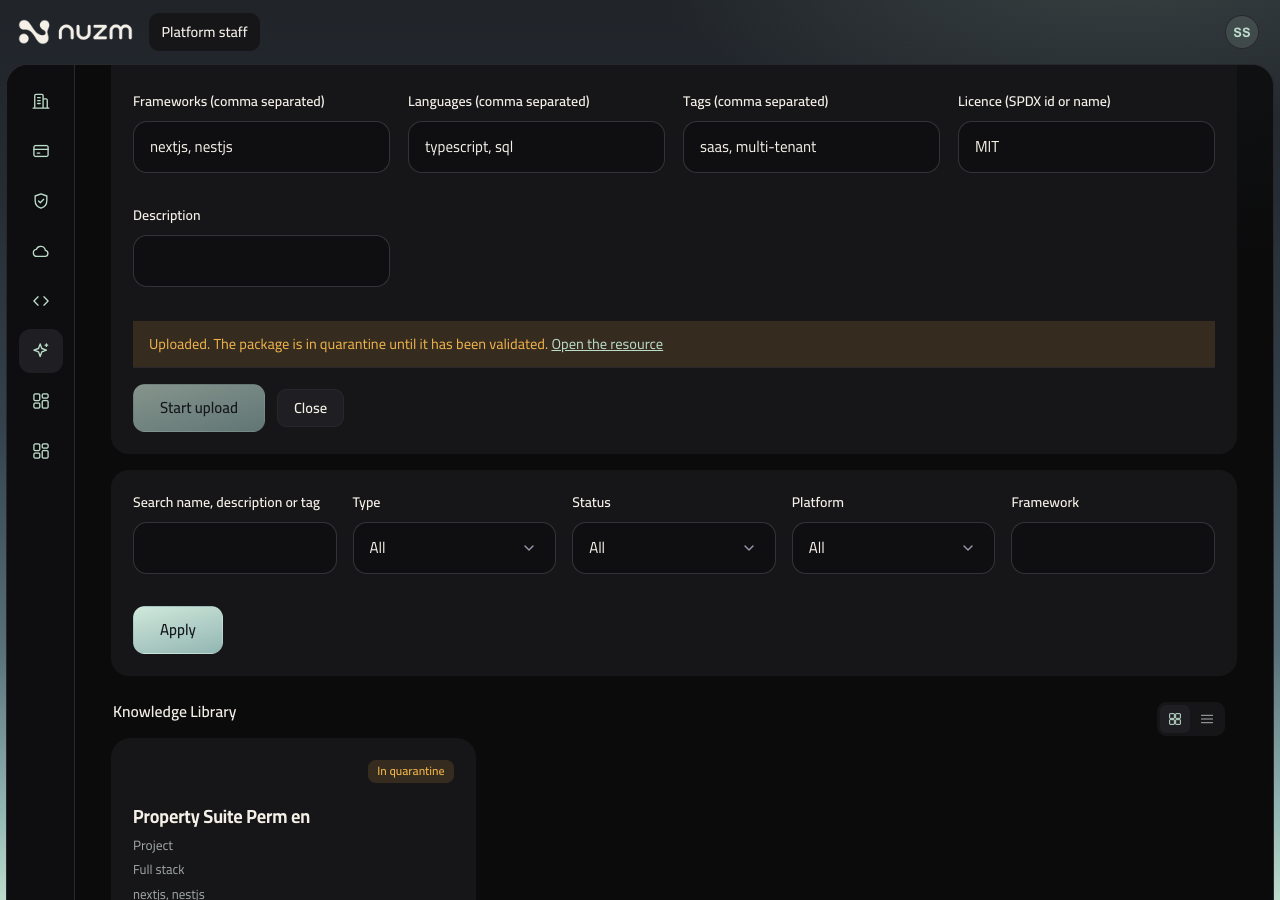 nuzm
Platform staff
SS
Frameworks (comma separated)
Languages (comma separated)
Tags (comma separated)
Licence (SPDX id or name)
nextjs, nestjs
typescript, sql
saas, multi-tenant
MIT
Description
Uploaded. The package is in quarantine until it has been validated. Open the resource
Start upload
Close
Search name, description or tag
Type
Status
Platform
Framework
All
All
All
Apply
Knowledge Library
In quarantine
Property Suite Perm en
Project
Full stack
nextjs, nestjs